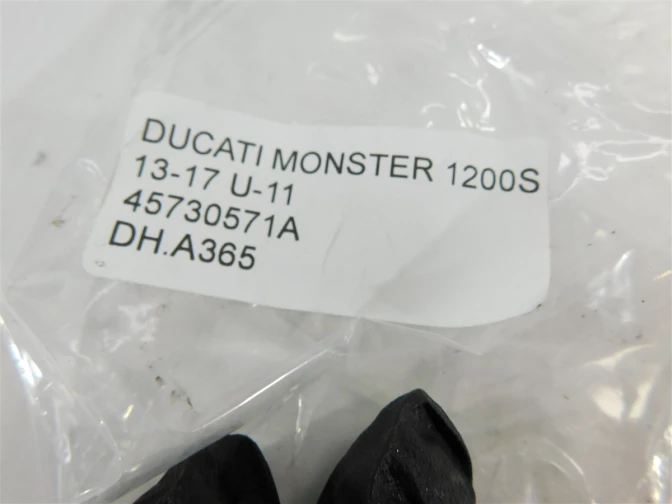 DUCATI MONSTER 1200S
13-17 U-11
45730571A
DH.A365